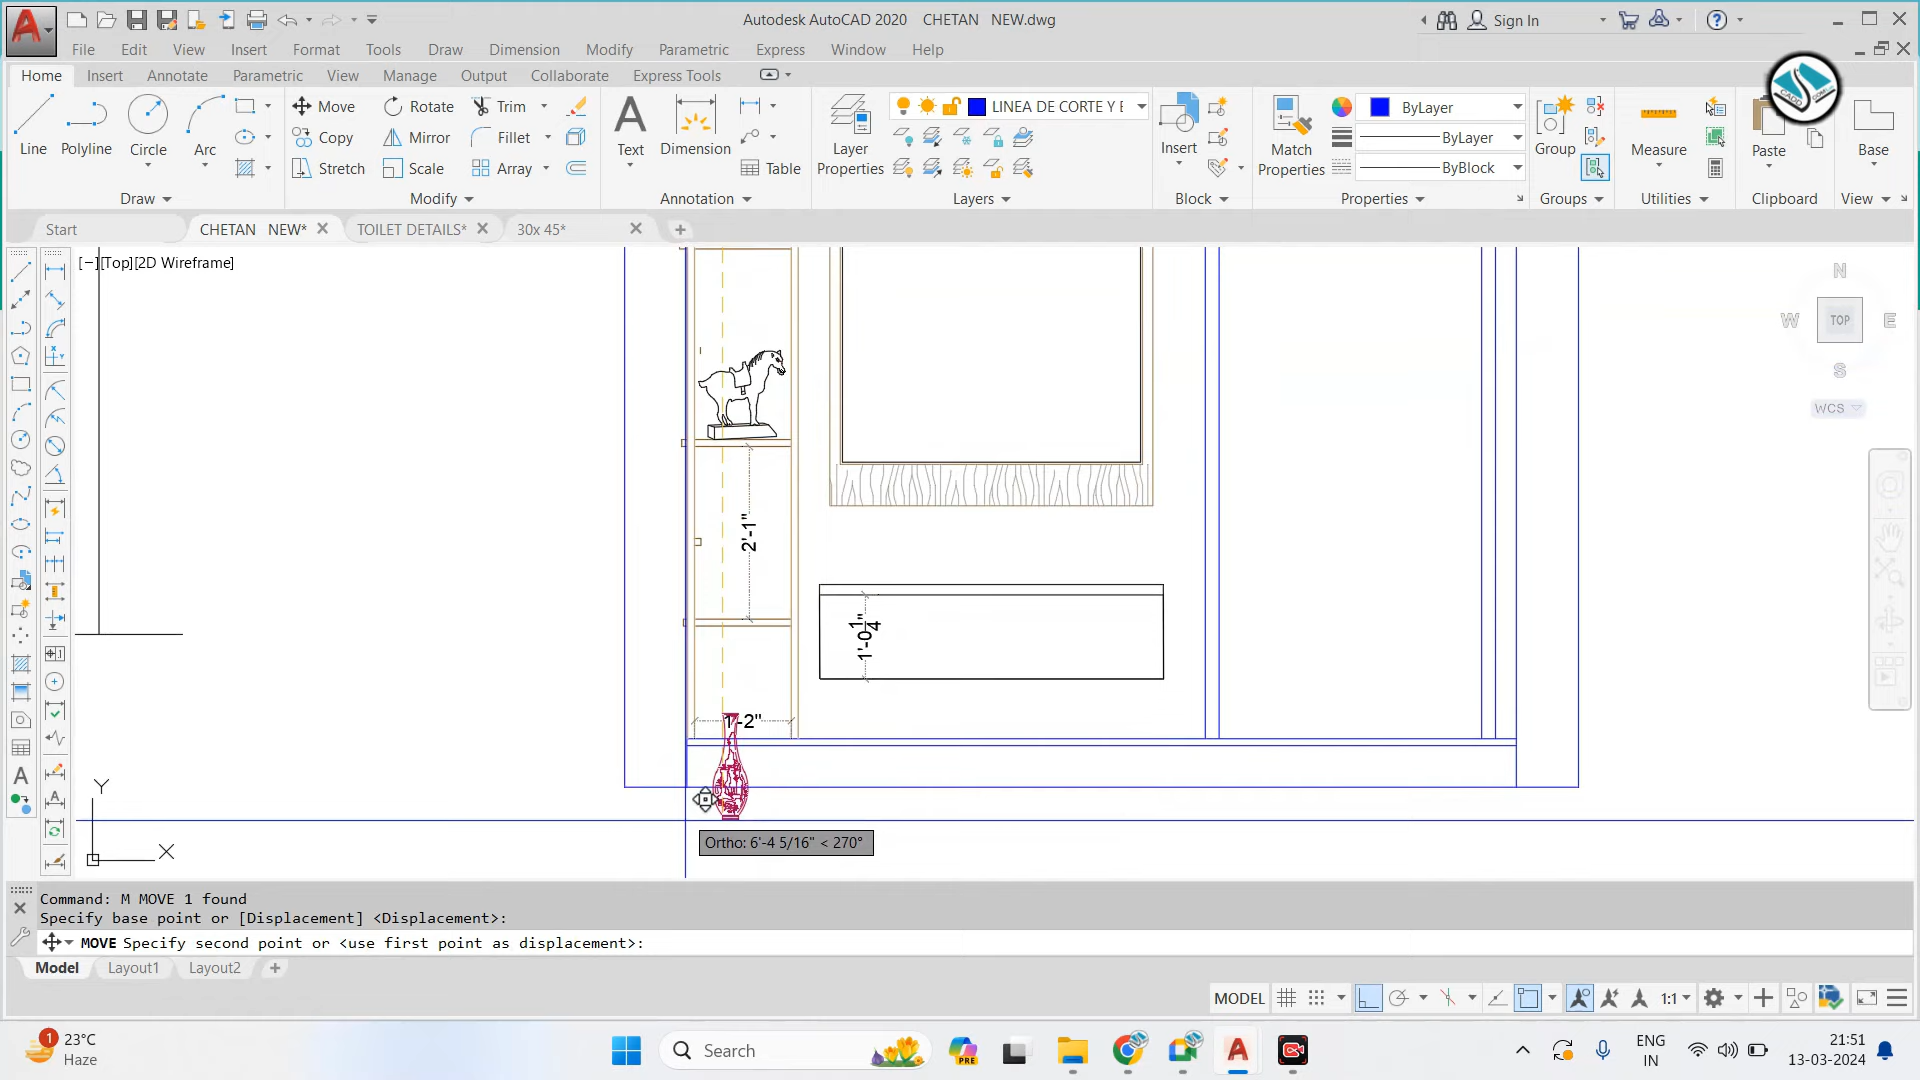 Autodesk AutoCAD 2020 CHETAN NEW.dwg
Sign In
File Edit View Insert Format Tools Draw Dimension Modify Parametric Express Window Help
Home Insert Annotate Parametric View Manage Output Collaborate Express Tools
Line Polyline Circle Arc
Move Rotate Trim
Copy Mirror Fillet
Stretch Scale Array
Text Dimension Table
Layer Properties
LINEA DE CORTE Y E
Insert
Match Properties
ByLayer
ByLayer
ByBlock
Group
Measure
Paste
Base
Draw Modify Annotation Layers Block Properties Groups Utilities Clipboard View
Start CHETAN NEW* TOILET DETAILS* 30x 45*
[−][Top][2D Wireframe]
N
W TOP E
S
WCS
2'-1"
1'-0 1/4"
1'-2"
Y
X
Ortho: 6'-4 5/16" < 270°
Command: M MOVE 1 found
Specify base point or [Displacement] <Displacement>:
MOVE Specify second point or <use first point as displacement>:
Model Layout1 Layout2
MODEL 1:1
1 23°C
Haze
Search
PRE
ENG
IN
21:51
13-03-2024